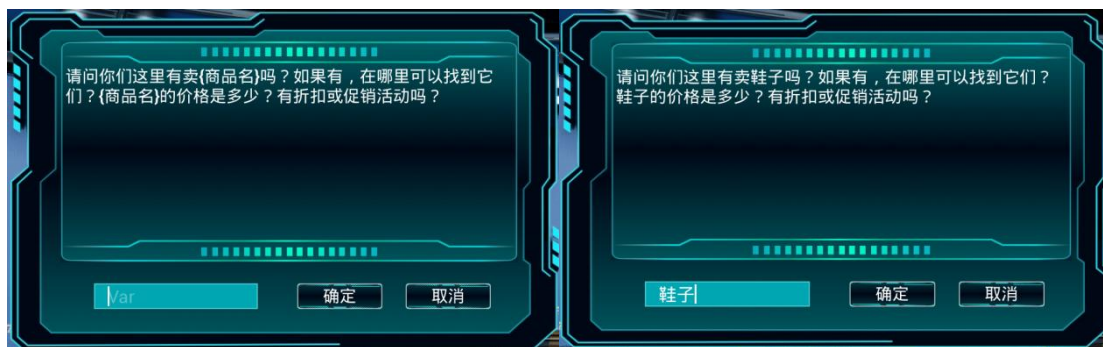 请问你们这里有卖{商品名}吗？如果有，在哪里可以找到它
们？{商品名}的价格是多少？有折扣或促销活动吗？
Var
确定
取消
请问你们这里有卖鞋子吗？如果有，在哪里可以找到它们？
鞋子的价格是多少？有折扣或促销活动吗？
鞋子
确定
取消